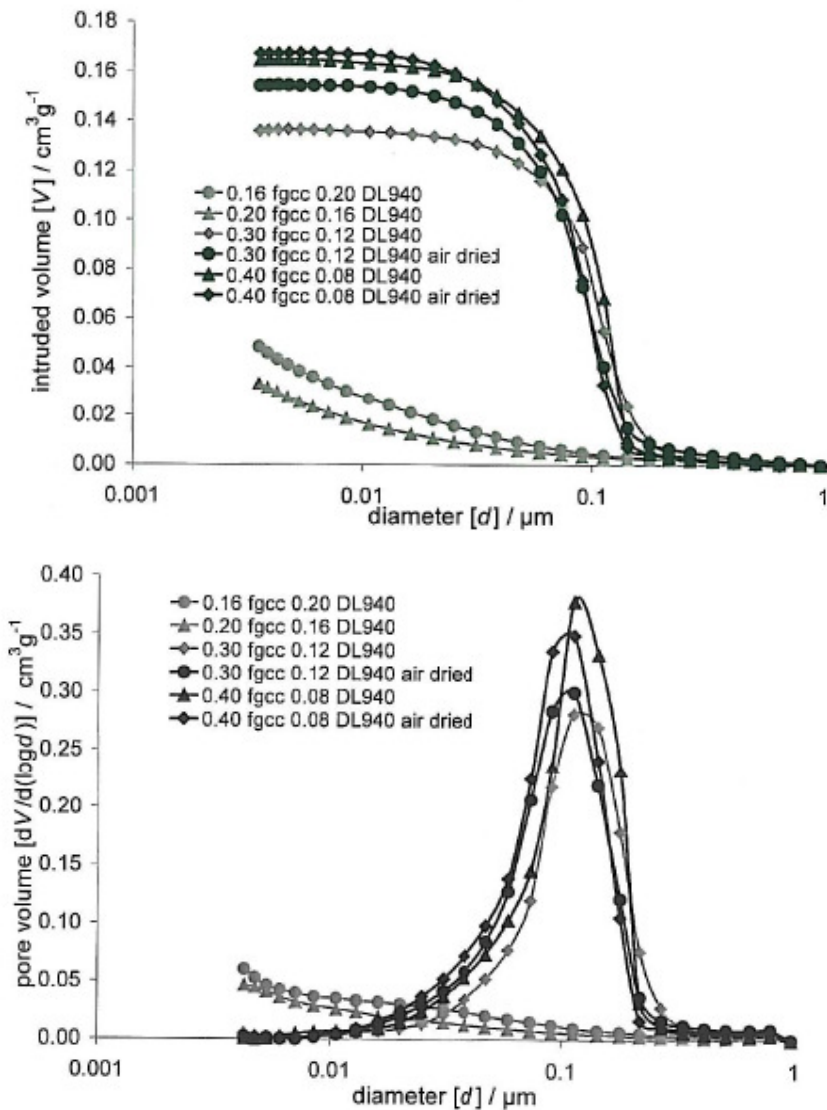 0.18
0.16
0.14
0.12
0.10
0.08
0.06
0.04
0.02
0.00
intruded volume [V] / cm³g⁻¹
0.16 fgcc 0.20 DL940
0.20 fgcc 0.16 DL940
0.30 fgcc 0.12 DL940
0.30 fgcc 0.12 DL940 air dried
0.40 fgcc 0.08 DL940
0.40 fgcc 0.08 DL940 air dried
0.001 0.01 0.1 1
diameter [d] / µm
0.40
0.35
0.30
0.25
0.20
0.15
0.10
0.05
0.00
pore volume [dV/d(logd)] / cm³g⁻¹
0.16 fgcc 0.20 DL940
0.20 fgcc 0.16 DL940
0.30 fgcc 0.12 DL940
0.30 fgcc 0.12 DL940 air dried
0.40 fgcc 0.08 DL940
0.40 fgcc 0.08 DL940 air dried
0.001 0.01 0.1 1
diameter [d] / µm